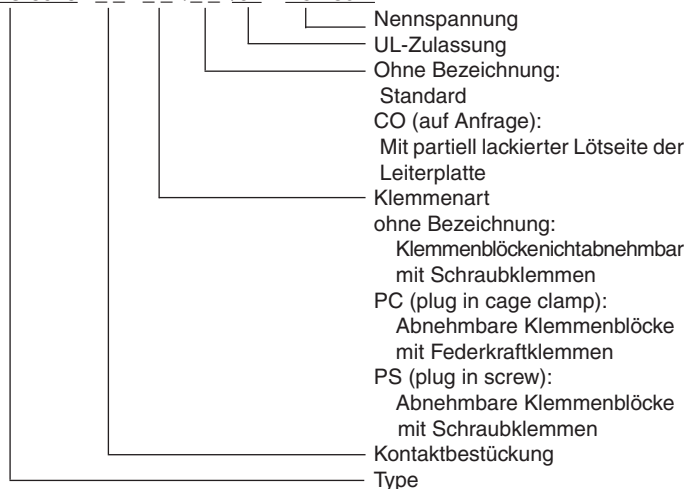 Nennspannung
UL-Zulassung
Ohne Bezeichnung:
Standard
CO (auf Anfrage):
Mit partiell lackierter Lötseite der
Leiterplatte
Klemmenart
ohne Bezeichnung:
Klemmenblöckenichtabnehmbar
mit Schraubklemmen
PC (plug in cage clamp):
Abnehmbare Klemmenblöcke
mit Federkraftklemmen
PS (plug in screw):
Abnehmbare Klemmenblöcke
mit Schraubklemmen
Kontaktbestückung
Type